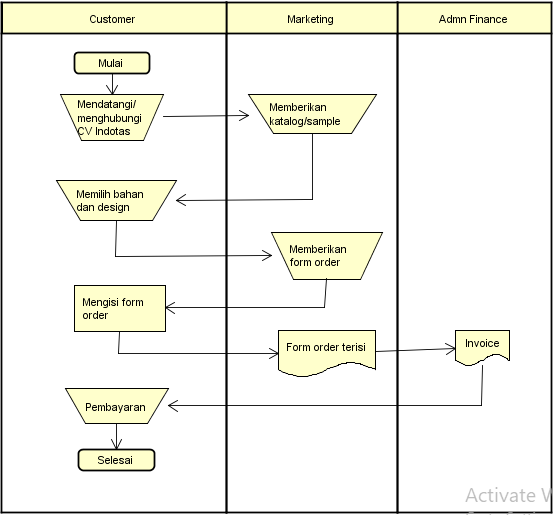 Customer
Marketing
Admn Finance
Mulai
Mendatangi/
menghubungi
CV Indotas
Memberikan
katalog/sample
Memilih bahan
dan design
Memberikan
form order
Mengisi form
order
Form order terisi
Invoice
Pembayaran
Selesai
Activate